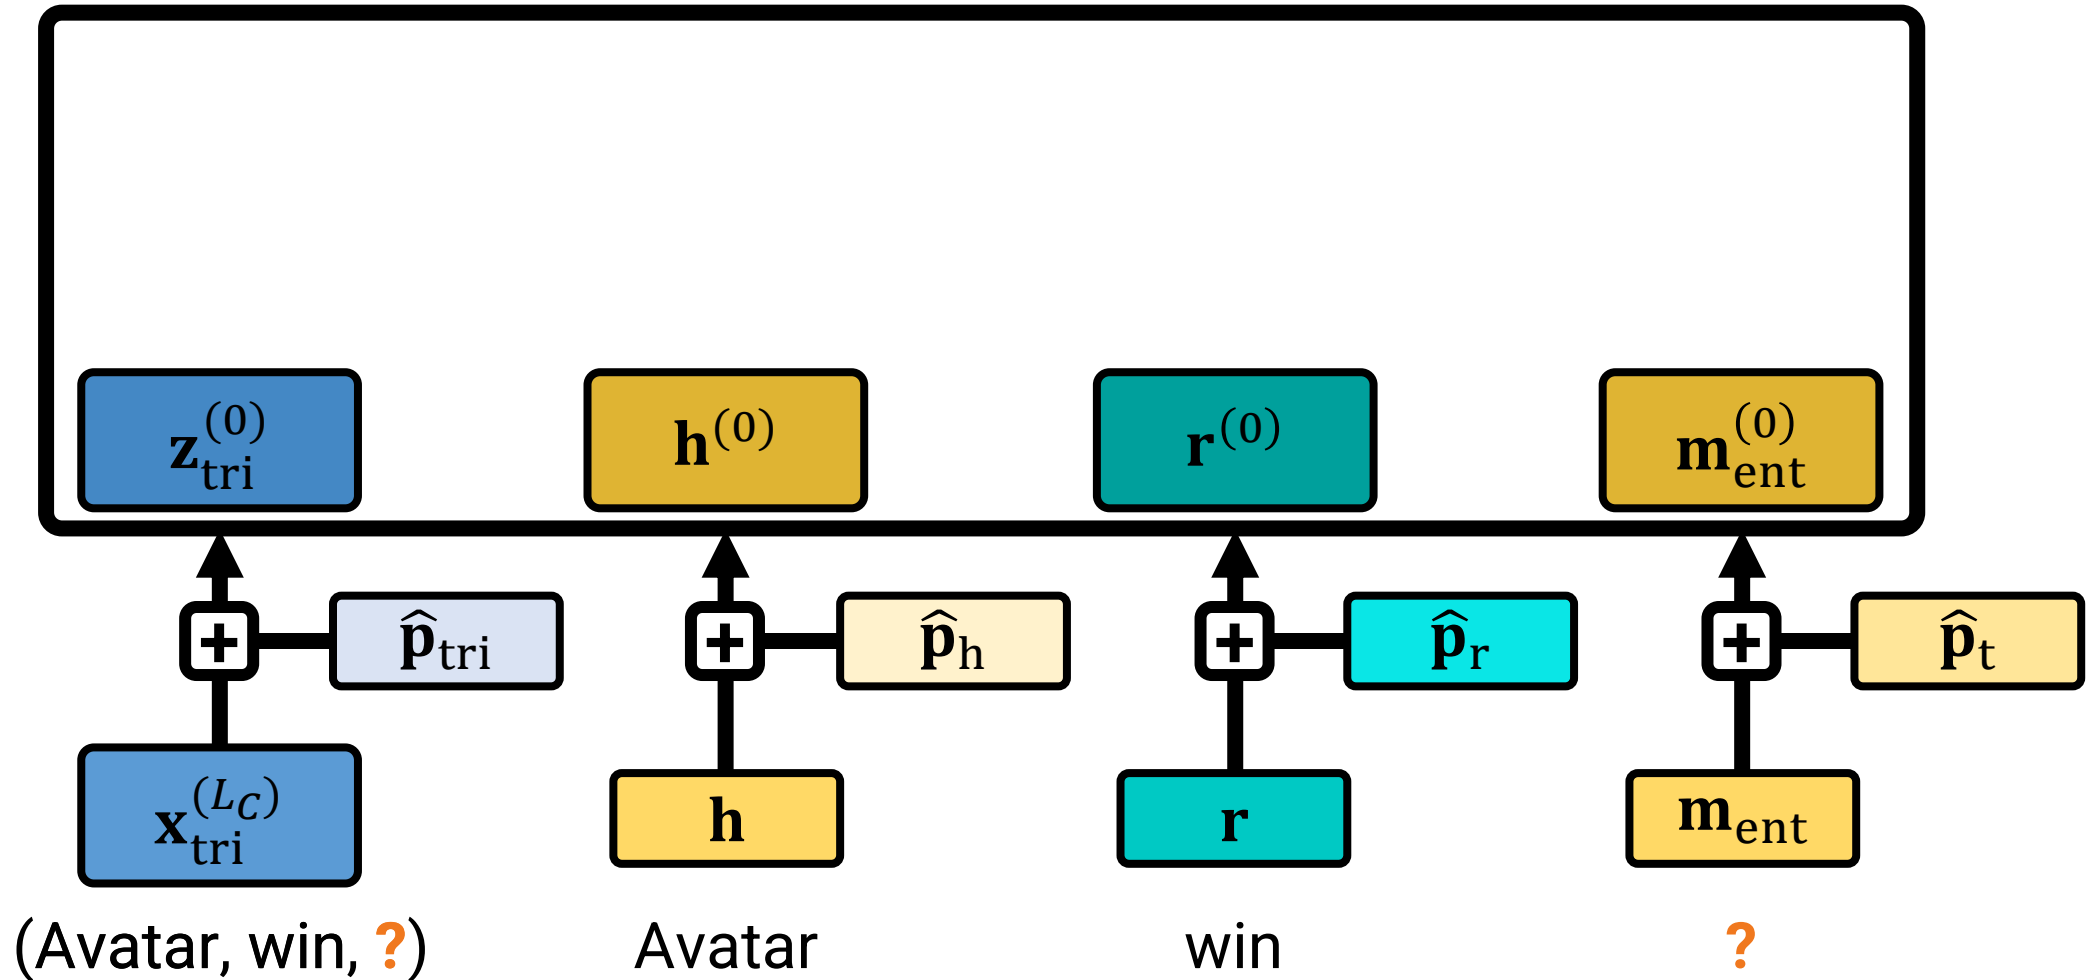 z_tri^(0) h^(0) r^(0) m_ent^(0)
+ p̂_tri + p̂_h + p̂_r + p̂_t
x_tri^(L_C) h r m_ent
(Avatar, win, ?) Avatar win ?